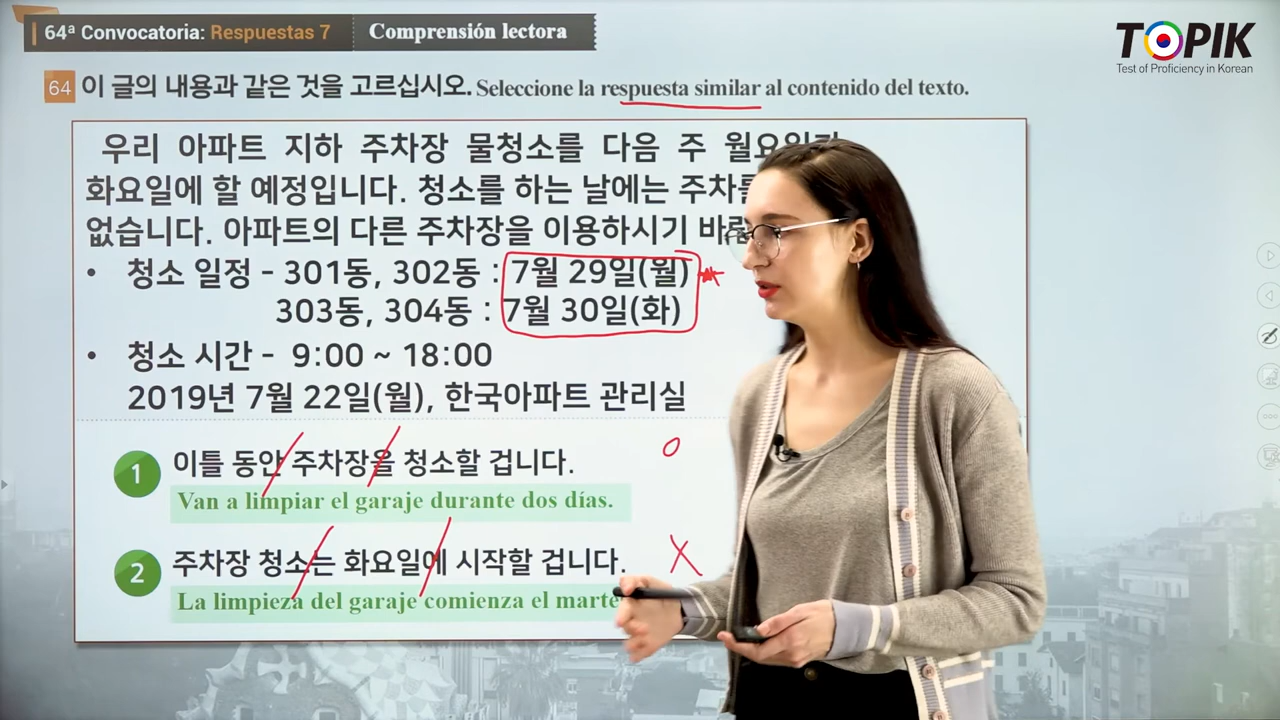 64ª Convocatoria: Respuestas 7
Comprensión lectora
TOPIK
Test of Proficiency in Korean
64 이 글의 내용과 같은 것을 고르십시오. Seleccione la respuesta similar al contenido del texto.
우리 아파트 지하 주차장 물청소를 다음 주
화요일에 할 예정입니다. 청소를 하는 날에는
없습니다. 아파트의 다른 주차장을 이용하시기
• 청소 일정 - 301동, 302동 : 7월 29일(월)
303동, 304동 : 7월 30일(화)
• 청소 시간 - 9:00 ~ 18:00
2019년 7월 22일(월), 한국아파트 관리실
1 이틀 동안 주차장을 청소할 겁니다.
Van a limpiar el garaje durante dos días.
2 주차장 청소는 화요일에 시작할 겁니다.
La limpieza del garaje comienza el